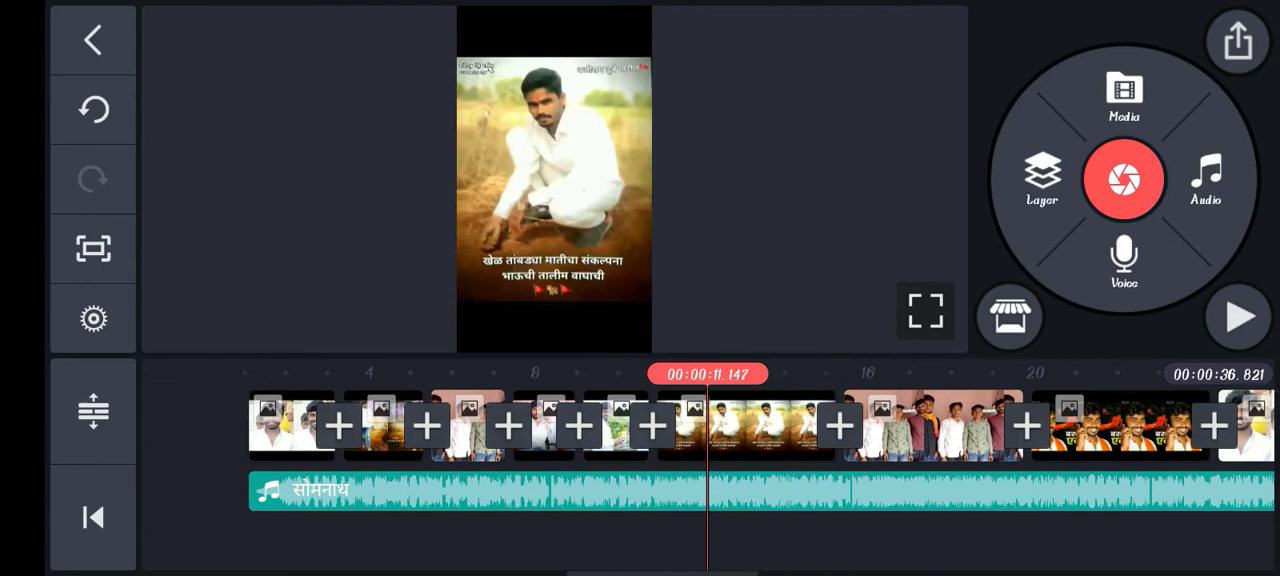 Media
Layer
Audio
Voice
खेळ तांबड्या मातीचा संकल्पना
भाऊची तालीम वाघाची
4
8
00:00:11.147
16
20
00:00:36.821
सोमनाथ